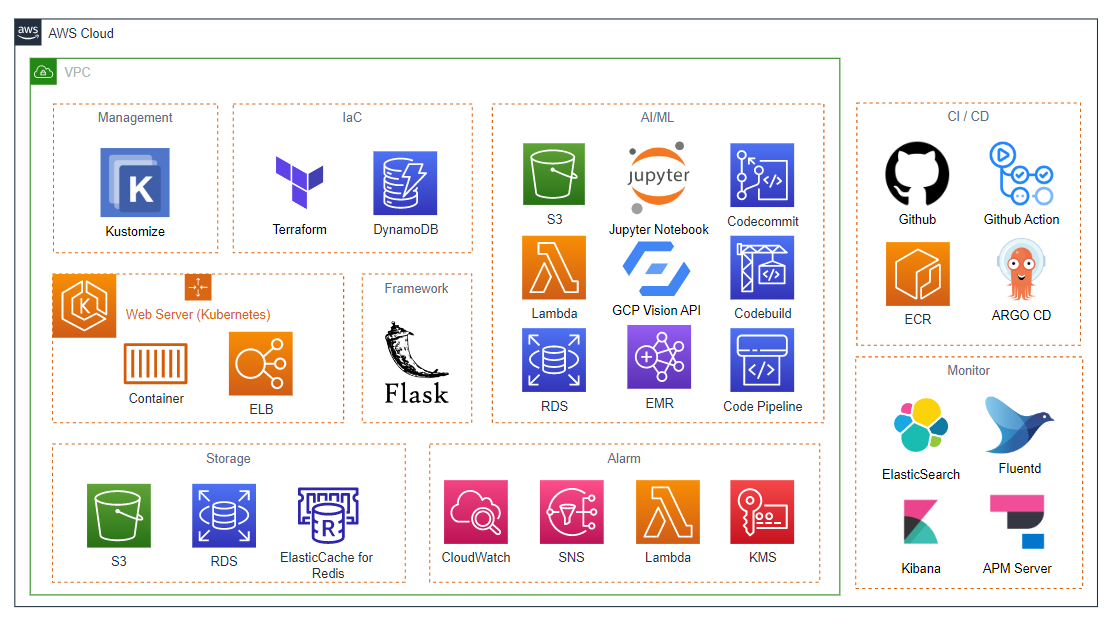 aws
AWS Cloud
VPC
Management
K
Kustomize
IaC
Terraform
DynamoDB
AI/ML
S3
jupyter
Jupyter Notebook
Codecommit
Lambda
GCP Vision API
Codebuild
RDS
EMR
Code Pipeline
CI / CD
Github
Github Action
ECR
ARGO CD
K
Web Server (Kubernetes)
Container
ELB
Framework
Flask
Flask
Monitor
ElasticSearch
Fluentd
Kibana
APM Server
Storage
S3
RDS
R
ElasticCache for
Redis
Alarm
CloudWatch
SNS
Lambda
KMS